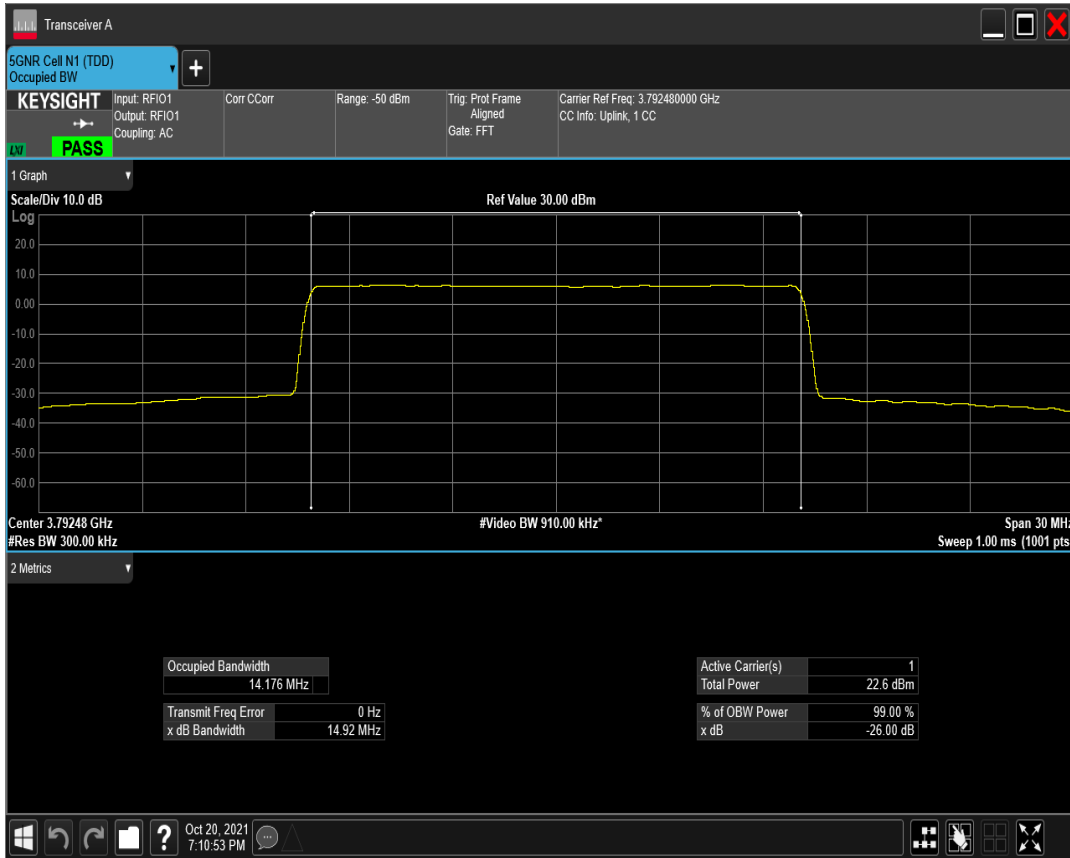 Transceiver A
5GNR Cell N1 (TDD)
Occupied BW
+
KEYSIGHT
LXI
PASS
Input: RFIO1
Output: RFIO1
Coupling: AC
Corr CCorr
Range: -50 dBm
Trig: Prot Frame
Aligned
Gate: FFT
Carrier Ref Freq: 3.792480000 GHz
CC Info: Uplink, 1 CC
1 Graph
Scale/Div 10.0 dB
Ref Value 30.00 dBm
Log
20.0
10.0
0.00
-10.0
-20.0
-30.0
-40.0
-50.0
-60.0
Center 3.79248 GHz
#Video BW 910.00 kHz*
Span 30 MHz
#Res BW 300.00 kHz
Sweep 1.00 ms (1001 pts
2 Metrics
Occupied Bandwidth
14.176 MHz
Transmit Freq Error 0 Hz
x dB Bandwidth 14.92 MHz
Active Carrier(s) 1
Total Power 22.6 dBm
% of OBW Power 99.00 %
x dB -26.00 dB
?
Oct 20, 2021
7:10:53 PM